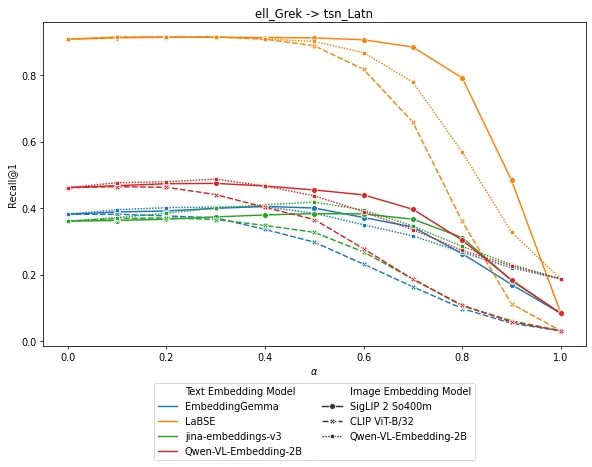 ell_Grek -> tsn_Latn
Recall@1
0.8
0.6
0.4
0.2
0.0
0.0 0.2 0.4 0.6 0.8 1.0
α
Text Embedding Model Image Embedding Model
EmbeddingGemma SigLIP 2 So400m
LaBSE CLIP ViT-B/32
jina-embeddings-v3 Qwen-VL-Embedding-2B
Qwen-VL-Embedding-2B